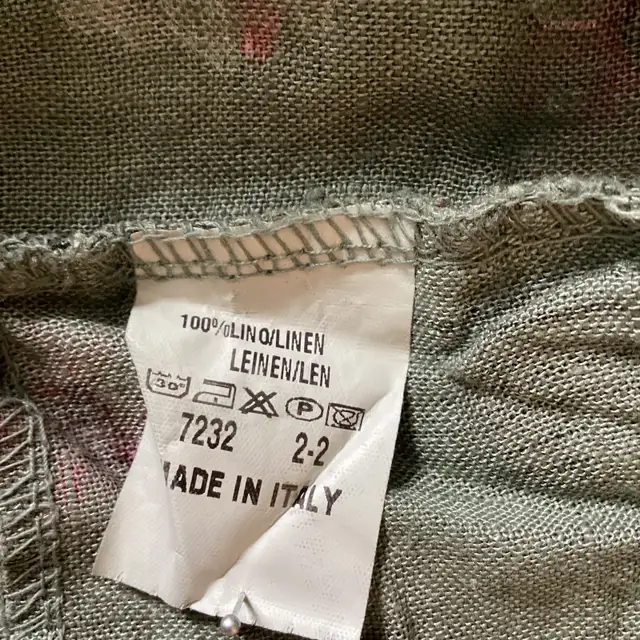 100%LINO/LINEN
LEINEN/LEN
30° P
7232 2-2
MADE IN ITALY